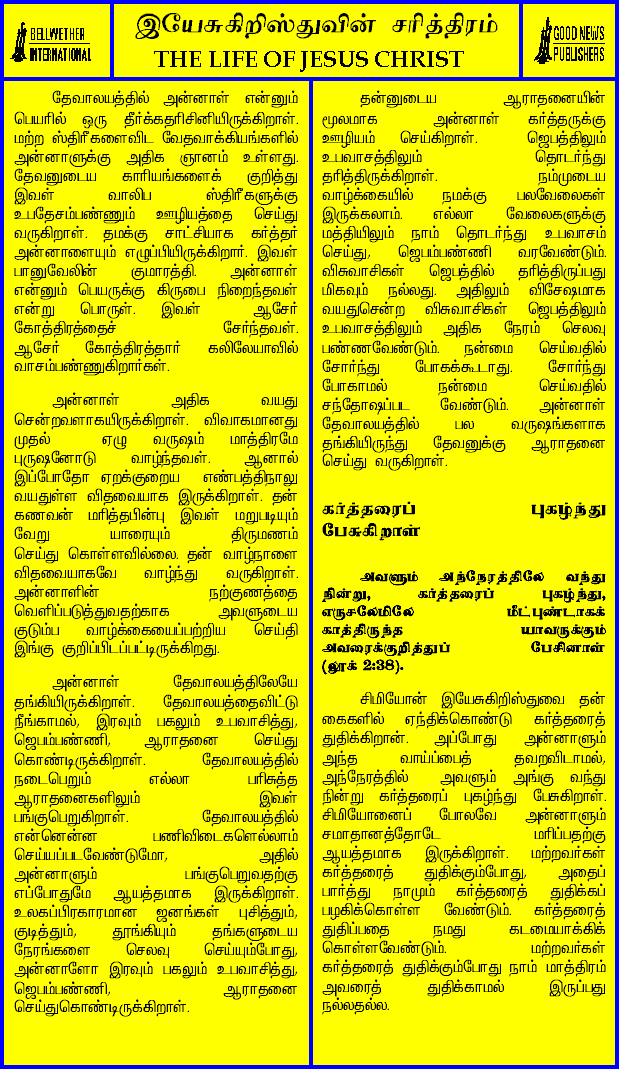 BELLWETHER
INTERNATIONAL
இயேசுகிறிஸ்துவின் சரித்திரம்
THE LIFE OF JESUS CHRIST
GOOD NEWS
PUBLISHERS
தேவாலயத்தில் அன்னாள் என்னும்
பெயரில் ஒரு தீர்க்கதரிசினியிருக்கிறாள்.
மற்ற ஸ்திரீகளைவிட வேதவாக்கியங்களில்
அன்னாளுக்கு அதிக ஞானம் உள்ளது.
தேவனுடைய காரியங்களைக் குறித்து
இவள் வாலிப ஸ்திரீகளுக்கு
உபதேசம்பண்ணும் ஊழியத்தை செய்து
வருகிறாள். தமக்கு சாட்சியாக கர்த்தர்
அன்னாளையும் எழுப்பியிருக்கிறார். இவள்
பானுவேலின் குமாரத்தி. அன்னாள்
என்னும் பெயருக்கு கிருபை நிறைந்தவள்
என்று பொருள். இவள் ஆசேர்
கோத்திரத்தைச் சேர்ந்தவள்.
ஆசேர் கோத்திரத்தார் கலிலேயாவில்
வாசம்பண்ணுகிறார்கள்.
அன்னாள் அதிக வயது
சென்றவளாகயிருக்கிறாள். விவாகமானது
முதல் ஏழு வருஷம் மாத்திரமே
புருஷனோடு வாழ்ந்தவள். ஆனால்
இப்போதோ ஏறக்குறைய எண்பத்திநாலு
வயதுள்ள விதவையாக இருக்கிறாள். தன்
கணவன் மரித்தபின்பு இவள் மறுபடியும்
வேறு யாரையும் திருமணம்
செய்து கொள்ளவில்லை. தன் வாழ்நாளை
விதவையாகவே வாழ்ந்து வருகிறாள்.
அன்னாளின் நற்குணத்தை
வெளிப்படுத்துவதற்காக அவளுடைய
குடும்ப வாழ்க்கையைப்பற்றிய செய்தி
இங்கு குறிப்பிடப்பட்டிருக்கிறது.
அன்னாள் தேவாலயத்திலேயே
தங்கியிருக்கிறாள். தேவாலயத்தைவிட்டு
நீங்காமல், இரவும் பகலும் உபவாசித்து,
ஜெபம்பண்ணி, ஆராதனை செய்து
கொண்டிருக்கிறாள். தேவாலயத்தில்
நடைபெறும் எல்லா பரிசுத்த
ஆராதனைகளிலும் இவள்
பங்குபெறுகிறாள். தேவாலயத்தில்
என்னென்ன பணிவிடைகளெல்லாம்
செய்யப்படவேண்டுமோ, அதில்
அன்னாளும் பங்குபெறுவதற்கு
எப்போதுமே ஆயத்தமாக இருக்கிறாள்.
உலகப்பிரகாரமான ஜனங்கள் புசித்தும்,
குடித்தும், தூங்கியும் தங்களுடைய
நேரங்களை செலவு செய்யும்போது,
அன்னாளோ இரவும் பகலும் உபவாசித்து,
ஜெபம்பண்ணி, ஆராதனை
செய்துகொண்டிருக்கிறாள்.
தன்னுடைய ஆராதனையின்
மூலமாக அன்னாள் கர்த்தருக்கு
ஊழியம் செய்கிறாள். ஜெபத்திலும்
உபவாசத்திலும் தொடர்ந்து
தரித்திருக்கிறாள். நம்முடைய
வாழ்க்கையில் நமக்கு பலவேலைகள்
இருக்கலாம். எல்லா வேலைகளுக்கு
மத்தியிலும் நாம் தொடர்ந்து உபவாசம்
செய்து, ஜெபம்பண்ணி வரவேண்டும்.
விசுவாசிகள் ஜெபத்தில் தரித்திருப்பது
மிகவும் நல்லது. அதிலும் விசேஷமாக
வயதுசென்ற விசுவாசிகள் ஜெபத்திலும்
உபவாசத்திலும் அதிக நேரம் செலவு
பண்ணவேண்டும். நன்மை செய்வதில்
சோர்ந்து போகக்கூடாது. சோர்ந்து
போகாமல் நன்மை செய்வதில்
சந்தோஷப்பட வேண்டும். அன்னாள்
தேவாலயத்தில் பல வருஷங்களாக
தங்கியிருந்து தேவனுக்கு ஆராதனை
செய்து வருகிறாள்.
கர்த்தரைப் புகழ்ந்து
பேசுகிறாள்
அவளும் அந்நேரத்திலே வந்து
நின்று, கர்த்தரைப் புகழ்ந்து,
எருசலேமிலே மீட்புண்டாகக்
காத்திருந்த யாவருக்கும்
அவரைக்குறித்துப் பேசினாள்
(லூக் 2:38).
சிமியோன் இயேசுகிறிஸ்துவை தன்
கைகளில் ஏந்திக்கொண்டு கர்த்தரைத்
துதிக்கிறான். அப்போது அன்னாளும்
அந்த வாய்ப்பைத் தவறவிடாமல்,
அந்நேரத்தில் அவளும் அங்கு வந்து
நின்று கர்த்தரைப் புகழ்ந்து பேசுகிறாள்.
சிமியோனைப் போலவே அன்னாளும்
சமாதானத்தோடே மரிப்பதற்கு
ஆயத்தமாக இருக்கிறாள். மற்றவர்கள்
கர்த்தரைத் துதிக்கும்போது, அதைப்
பார்த்து நாமும் கர்த்தரைத் துதிக்கப்
பழகிக்கொள்ள வேண்டும். கர்த்தரைத்
துதிப்பதை நமது கடமையாக்கிக்
கொள்ளவேண்டும். மற்றவர்கள்
கர்த்தரைத் துதிக்கும்போது நாம் மாத்திரம்
அவரைத் துதிக்காமல் இருப்பது
நல்லதல்ல.